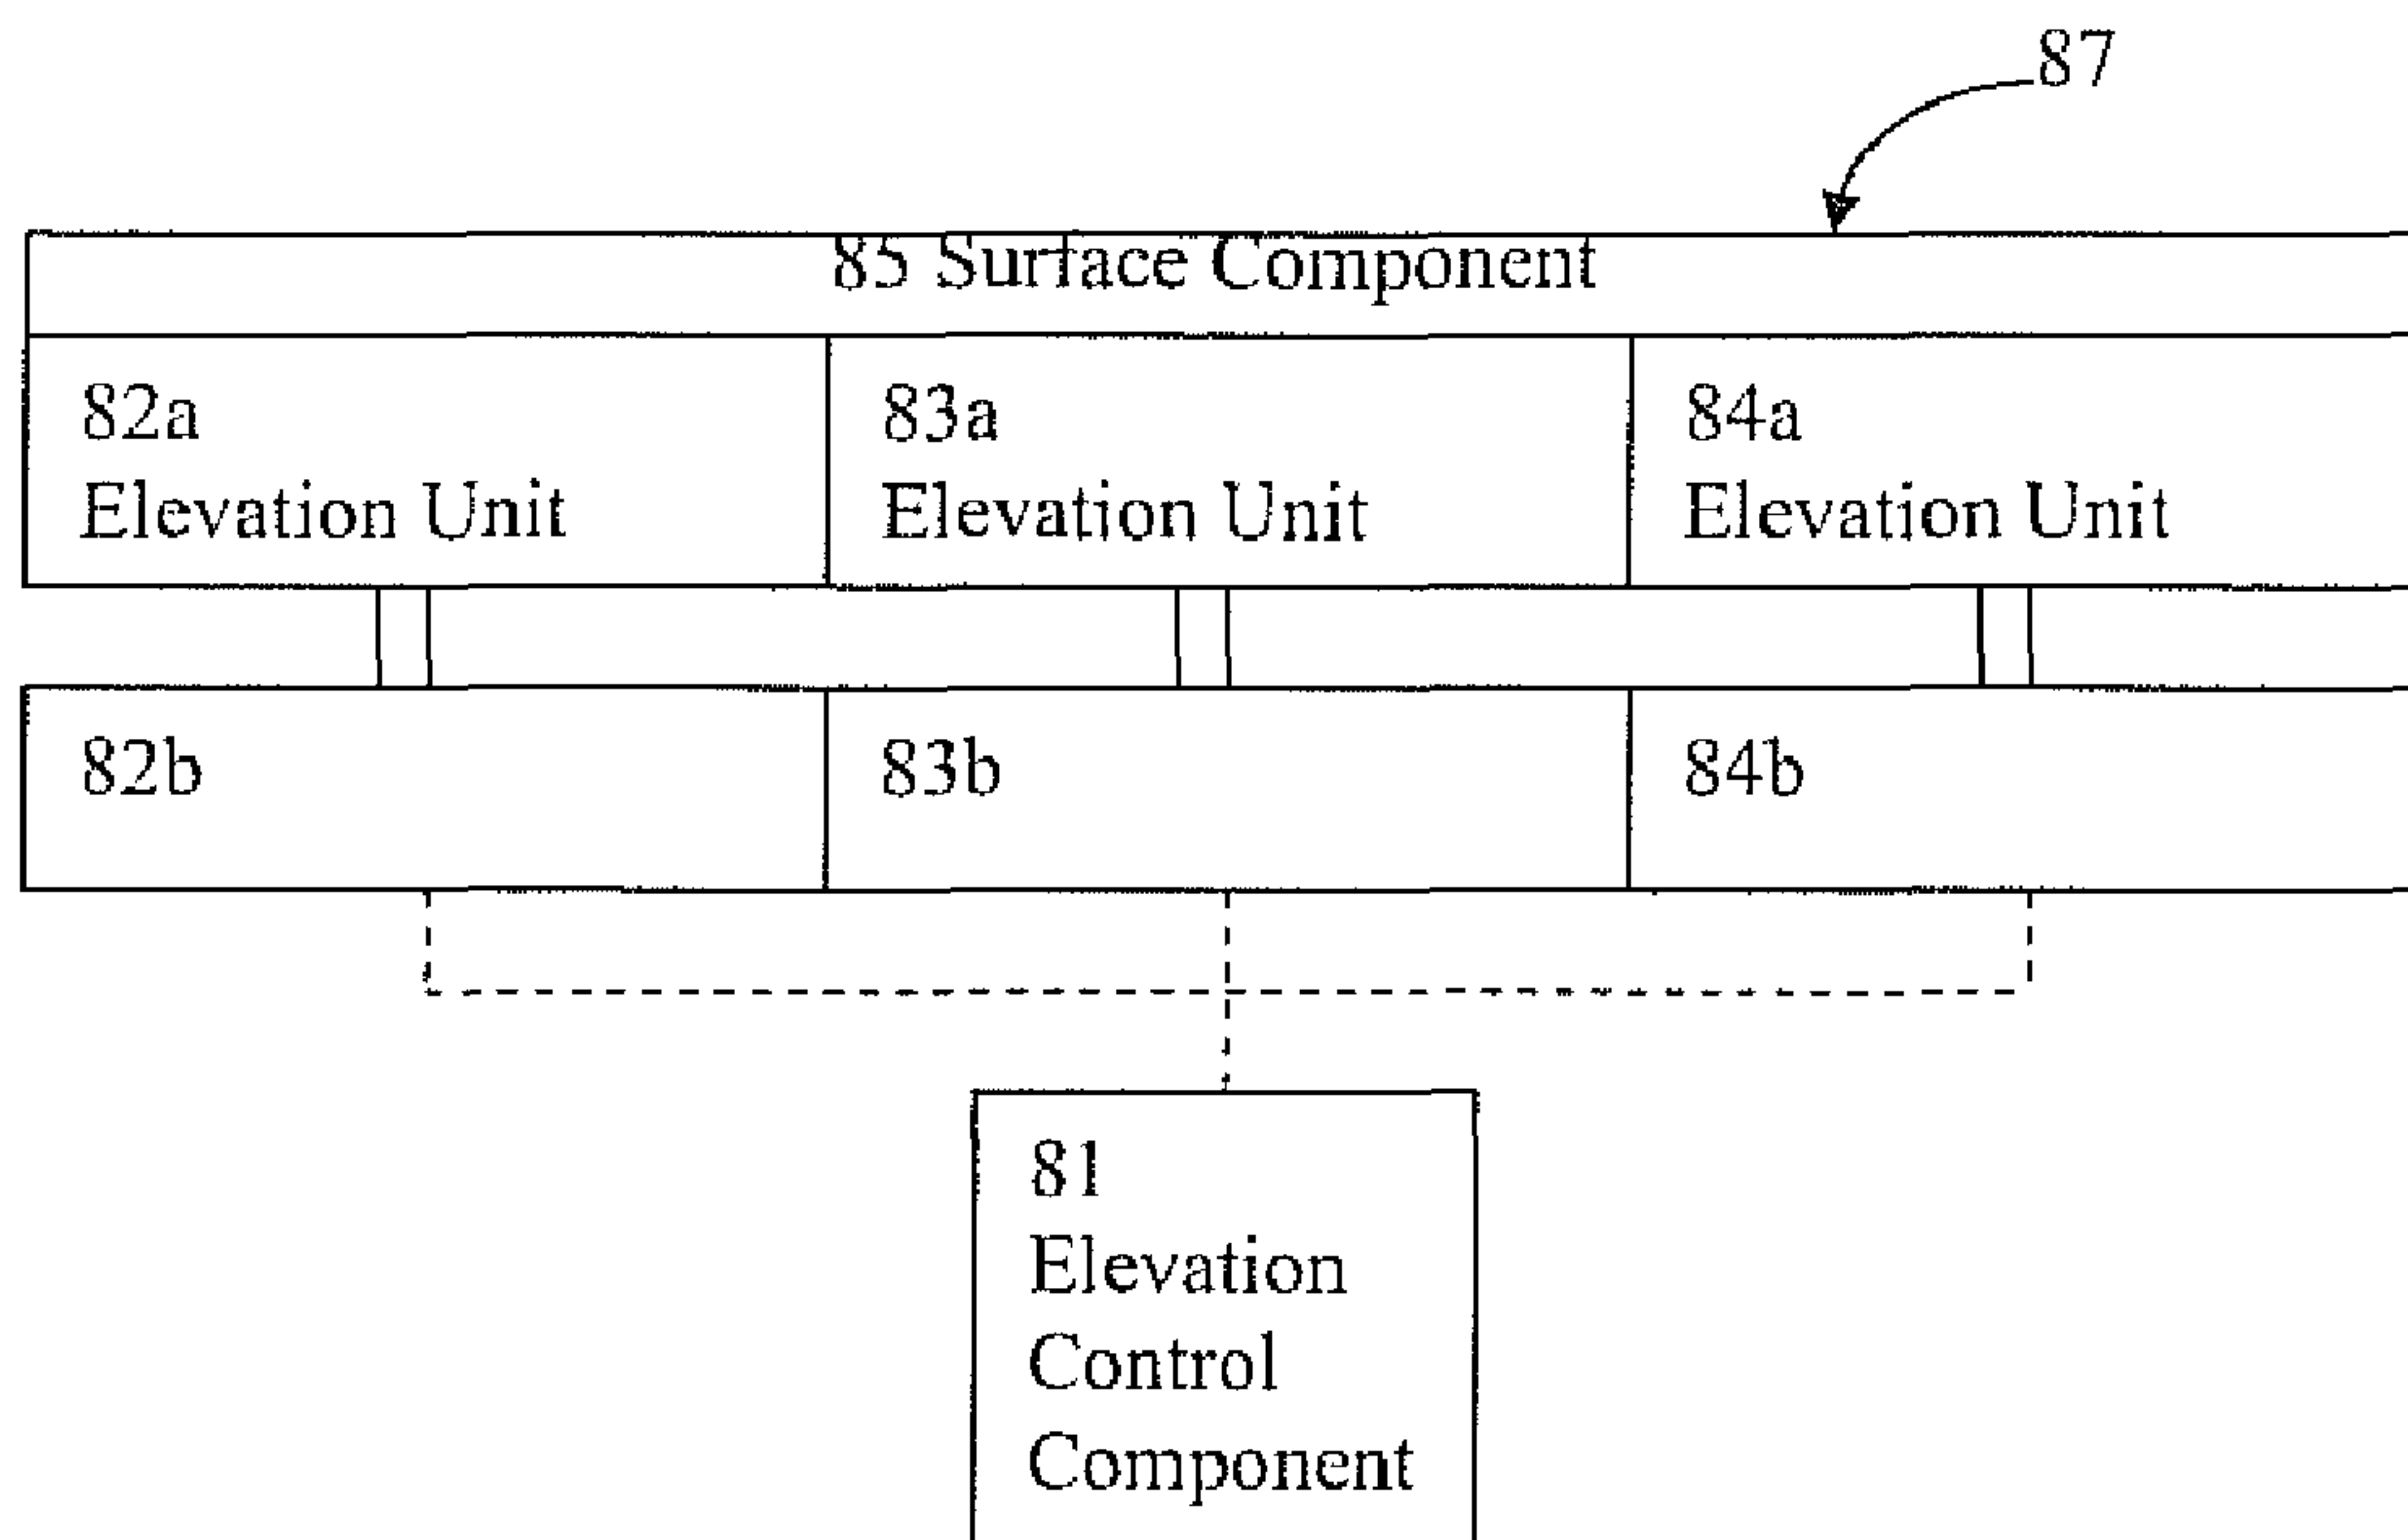 87
85 Surface Component
82a
Elevation Unit
83a
Elevation Unit
84a
Elevation Unit
82b
83b
84b
81
Elevation
Control
Component